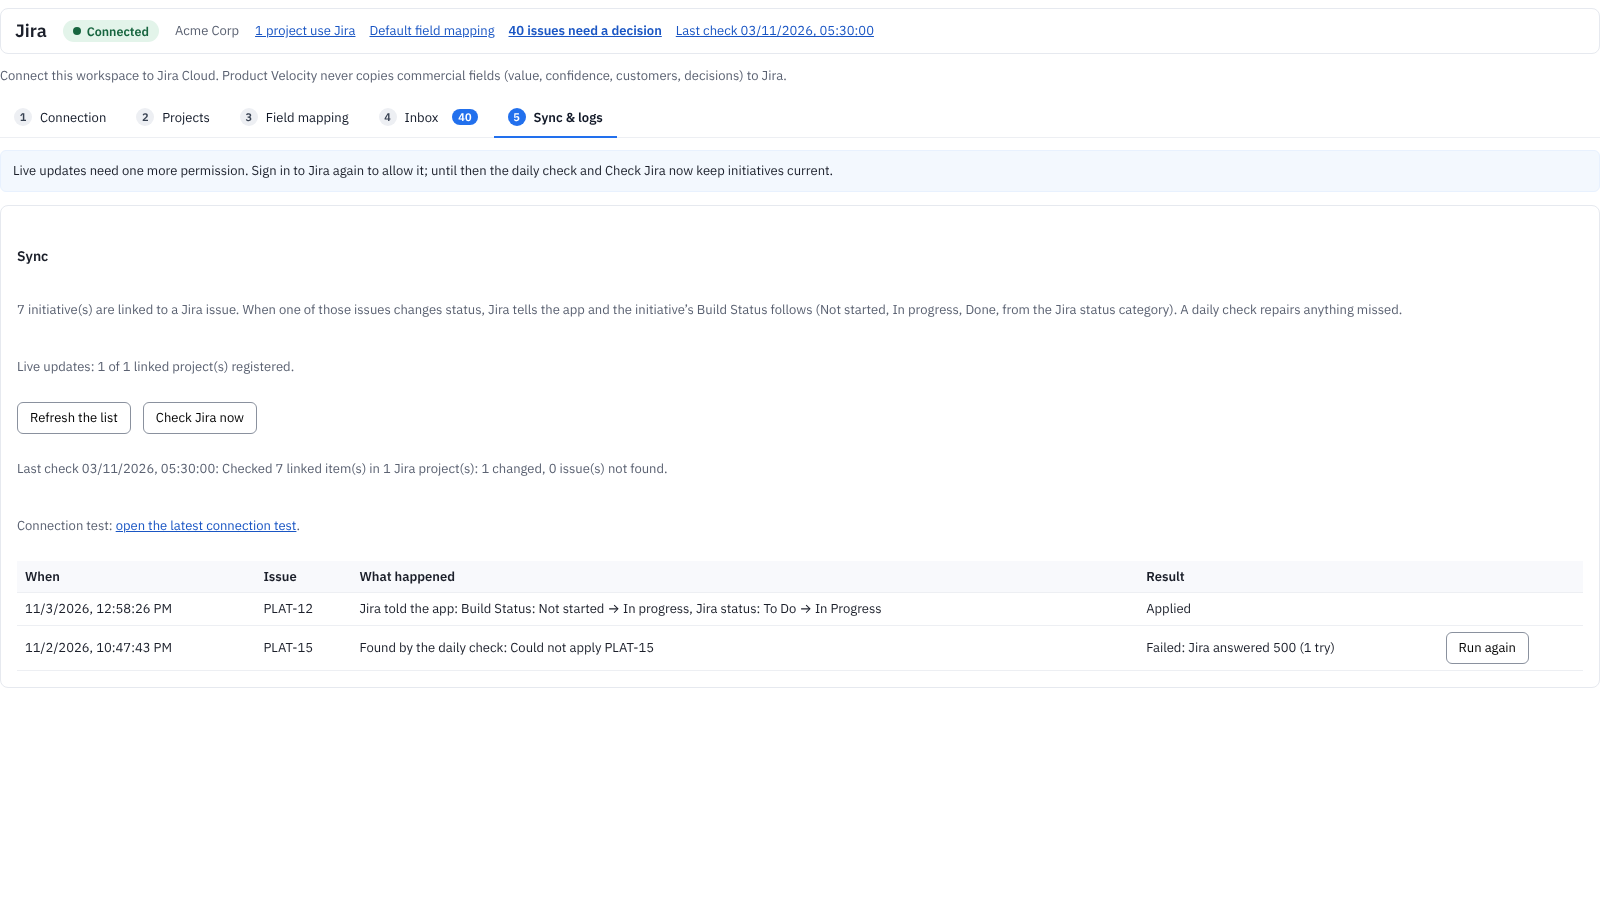 Jira Connected Acme Corp 1 project use Jira Default field mapping 40 issues need a decision Last check 03/11/2026, 05:30:00
Connect this workspace to Jira Cloud. Product Velocity never copies commercial fields (value, confidence, customers, decisions) to Jira.
1 Connection 2 Projects 3 Field mapping 4 Inbox 40 5 Sync & logs
Live updates need one more permission. Sign in to Jira again to allow it; until then the daily check and Check Jira now keep initiatives current.
Sync
7 initiative(s) are linked to a Jira issue. When one of those issues changes status, Jira tells the app and the initiative's Build Status follows (Not started, In progress, Done, from the Jira status category). A daily check repairs anything missed.
Live updates: 1 of 1 linked project(s) registered.
Refresh the list Check Jira now
Last check 03/11/2026, 05:30:00: Checked 7 linked item(s) in 1 Jira project(s): 1 changed, 0 issue(s) not found.
Connection test: open the latest connection test.
When Issue What happened Result
11/3/2026, 12:58:26 PM PLAT-12 Jira told the app: Build Status: Not started → In progress, Jira status: To Do → In Progress Applied
11/2/2026, 10:47:43 PM PLAT-15 Found by the daily check: Could not apply PLAT-15 Failed: Jira answered 500 (1 try) Run again